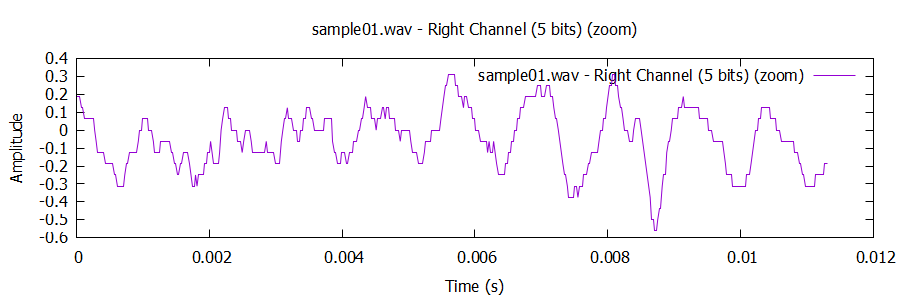 sample01.wav - Right Channel (5 bits) (zoom)
sample01.wav - Right Channel (5 bits) (zoom)
Amplitude
0.4
0.3
0.2
0.1
0
-0.1
-0.2
-0.3
-0.4
-0.5
-0.6
0 0.002 0.004 0.006 0.008 0.01 0.012
Time (s)